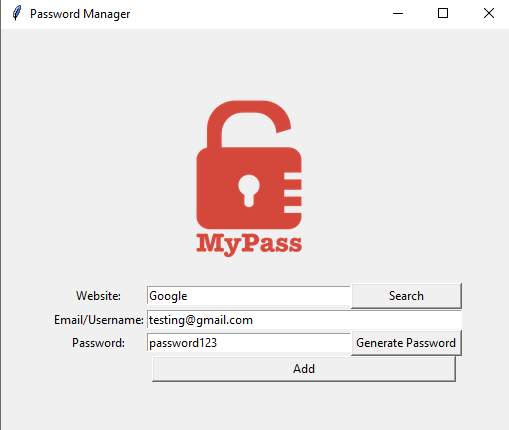 Password Manager
MyPass
Website: Google Search
Email/Username: testing@gmail.com
Password: password123 Generate Password
Add